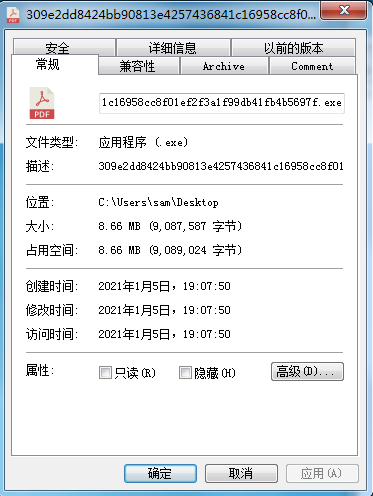 309e2dd8424bb90813e4257436841c16958cc8f0...
安全 详细信息 以前的版本
常规 兼容性 Archive Comment
PDF
1c16958cc8f01ef2f3a1f99db41fb4b5697f.exe
文件类型: 应用程序 (.exe)
描述: 309e2dd8424bb90813e4257436841c16958cc8f01
位置: C:\Users\sam\Desktop
大小: 8.66 MB (9,087,587 字节)
占用空间: 8.66 MB (9,089,024 字节)
创建时间: 2021年1月5日，19:07:50
修改时间: 2021年1月5日，19:07:50
访问时间: 2021年1月5日，19:07:50
属性: 只读(R) 隐藏(H) 高级(D)...
确定 取消 应用(A)